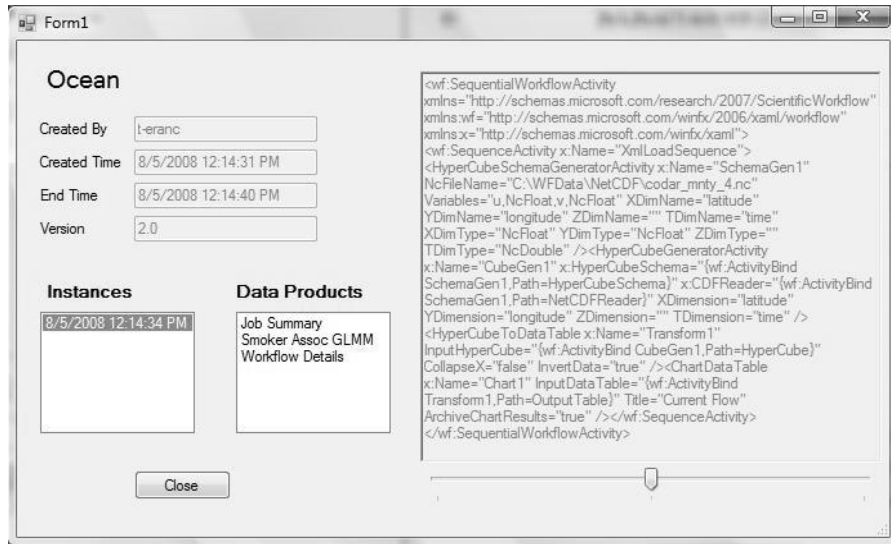 Form1
Ocean
Created By
t-eranc
Created Time
8/5/2008 12:14:31 PM
End Time
8/5/2008 12:14:40 PM
Version
2.0
Instances
8/5/2008 12:14:34 PM
Data Products
Job Summary
Smoker Assoc GLMM
Workflow Details
Close
<wf:SequentialWorkflowActivity
xmlns="http://schemas.microsoft.com/research/2007/ScientificWorkflow"
xmlns:wf="http://schemas.microsoft.com/winfx/2006/xaml/workflow"
xmlns:x="http://schemas.microsoft.com/winfx/xaml">
<wf:SequenceActivity x:Name="XmlLoadSequence">
<HyperCubeSchemaGeneratorActivity x:Name="SchemaGen1"
NcFileName="C:\WFData\NetCDF\codar_mnty_4.nc"
Variables="u,NcFloat,v,NcFloat" XDimName="latitude"
YDimName="longitude" ZDimName="" TDimName="time"
XDimType="NcFloat" YDimType="NcFloat" ZDimType=""
TDimType="NcDouble" /><HyperCubeGeneratorActivity
x:Name="CubeGen1" x:HyperCubeSchema="{wf:ActivityBind
SchemaGen1,Path=HyperCubeSchema}" x:CDFReader="{wf:ActivityBind
SchemaGen1,Path=NetCDFReader}" XDimension="latitude"
YDimension="longitude" ZDimension="" TDimension="time" />
<HyperCubeToDataTable x:Name="Transform1"
InputHyperCube="{wf:ActivityBind CubeGen1,Path=HyperCube}"
CollapseX="false" InvertData="true" /><ChartDataTable
x:Name="Chart1" InputDataTable="{wf:ActivityBind
Transform1,Path=OutputTable}" Title="Current Flow"
ArchiveChartResults="true" /></wf:SequenceActivity>
</wf:SequentialWorkflowActivity>